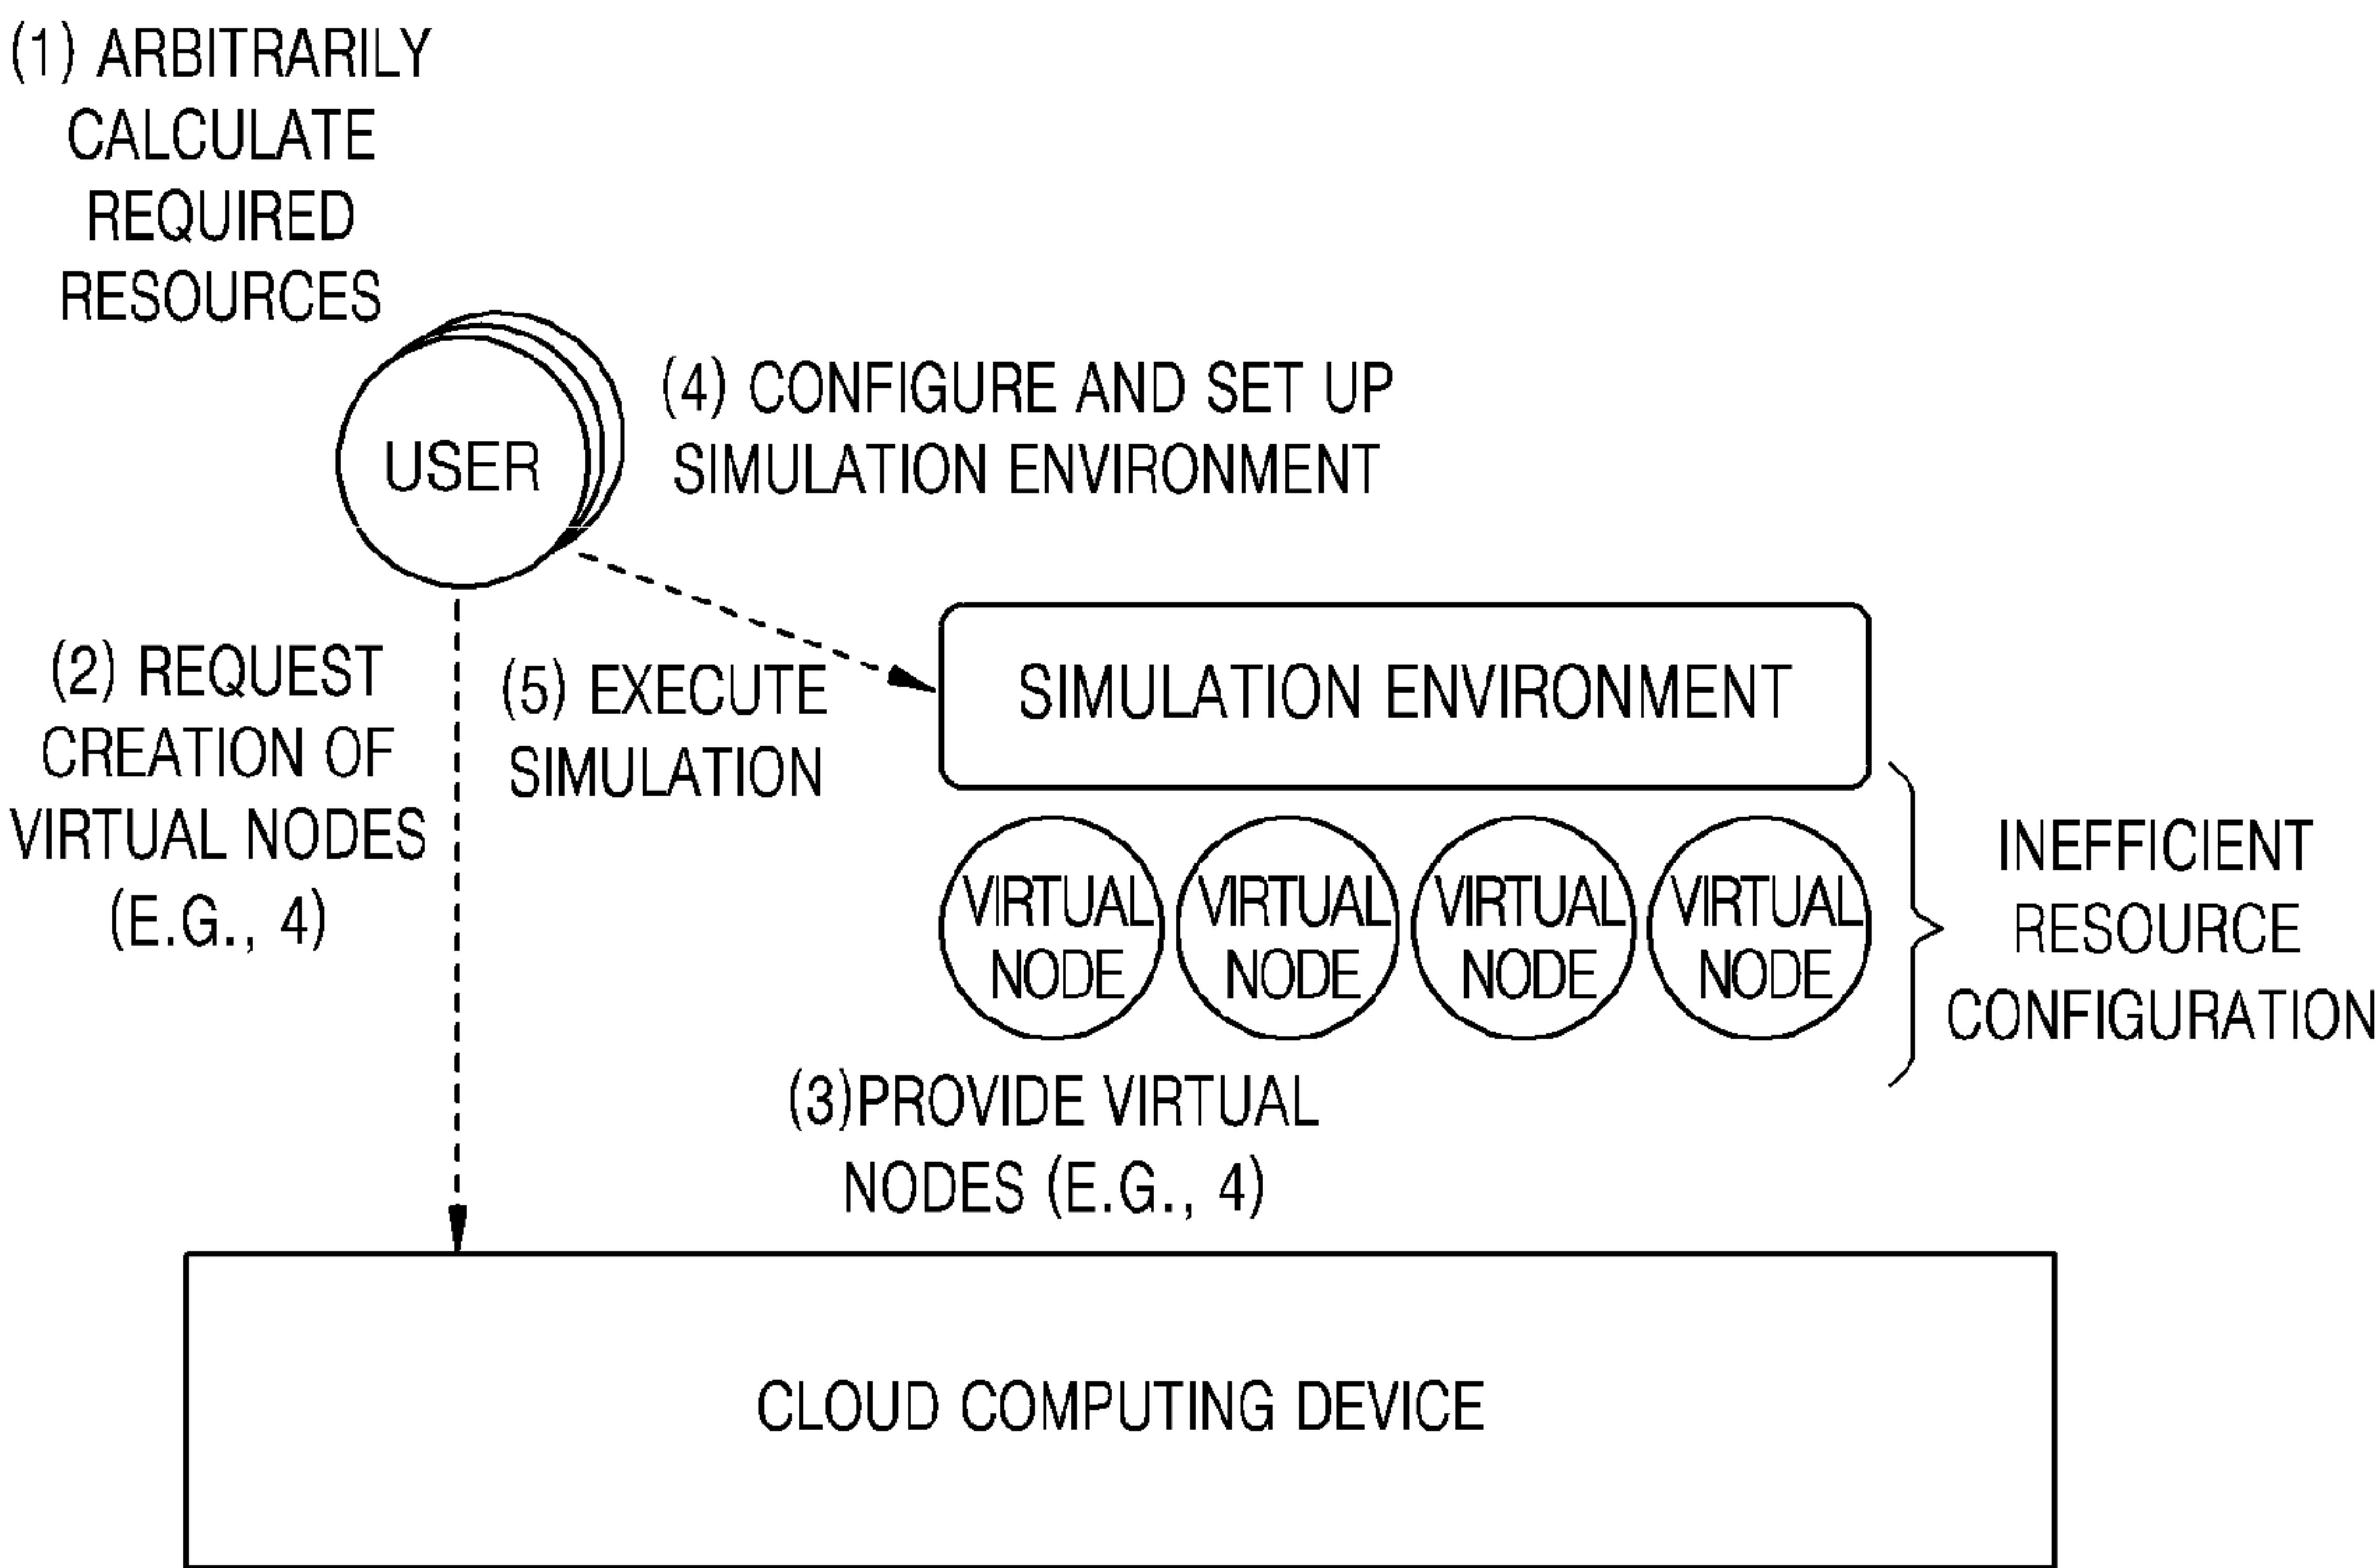 (1) ARBITRARILY
CALCULATE
REQUIRED
RESOURCES
USER
(4) CONFIGURE AND SET UP
SIMULATION ENVIRONMENT
(2) REQUEST
CREATION OF
VIRTUAL NODES
(E.G., 4)
(5) EXECUTE
SIMULATION
SIMULATION ENVIRONMENT
VIRTUAL
NODE
VIRTUAL
NODE
VIRTUAL
NODE
VIRTUAL
NODE
INEFFICIENT
RESOURCE
CONFIGURATION
(3)PROVIDE VIRTUAL
NODES (E.G., 4)
CLOUD COMPUTING DEVICE